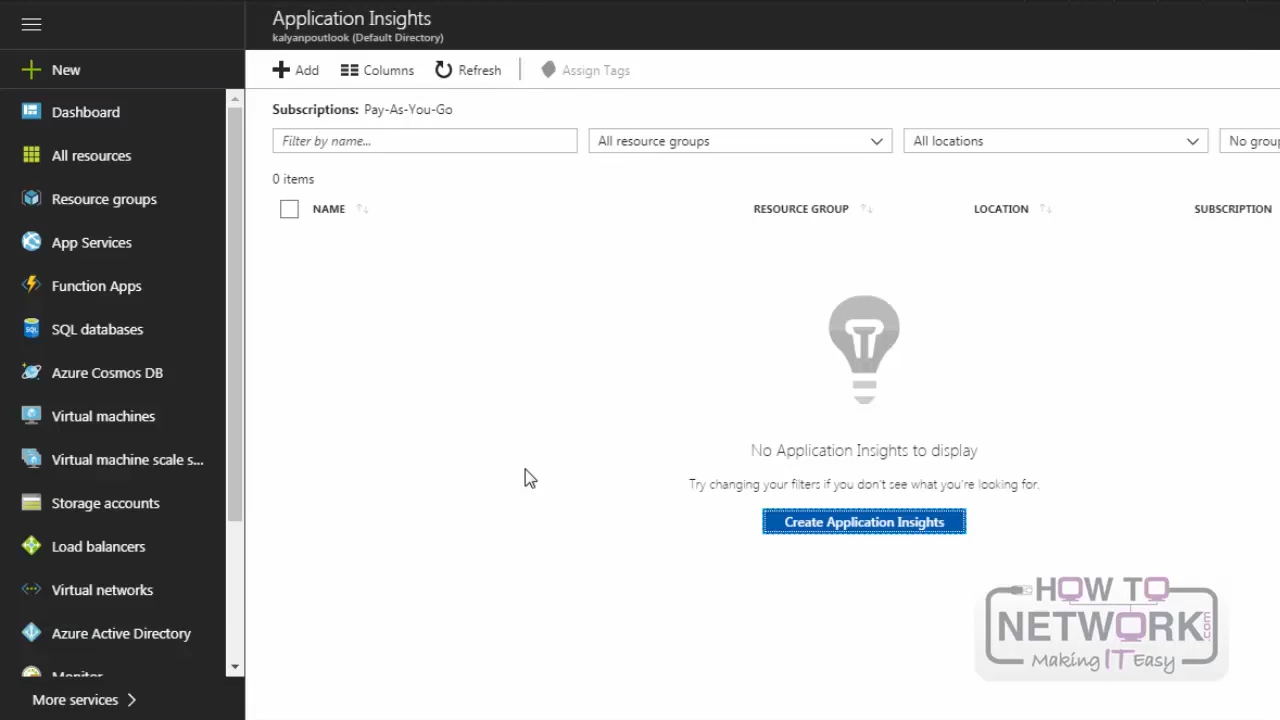 Application Insights
kalyanpoutlook (Default Directory)
New
Add
Columns
Refresh
Assign Tags
Dashboard
All resources
Resource groups
App Services
Function Apps
SQL databases
Azure Cosmos DB
Virtual machines
Virtual machine scale s...
Storage accounts
Load balancers
Virtual networks
Azure Active Directory
Monitor
More services
Subscriptions: Pay-As-You-Go
Filter by name...
All resource groups
All locations
No group
0 items
NAME
RESOURCE GROUP
LOCATION
SUBSCRIPTION
No Application Insights to display
Try changing your filters if you don't see what you're looking for.
Create Application Insights
HOW TO
NETWORK.com
Making IT Easy